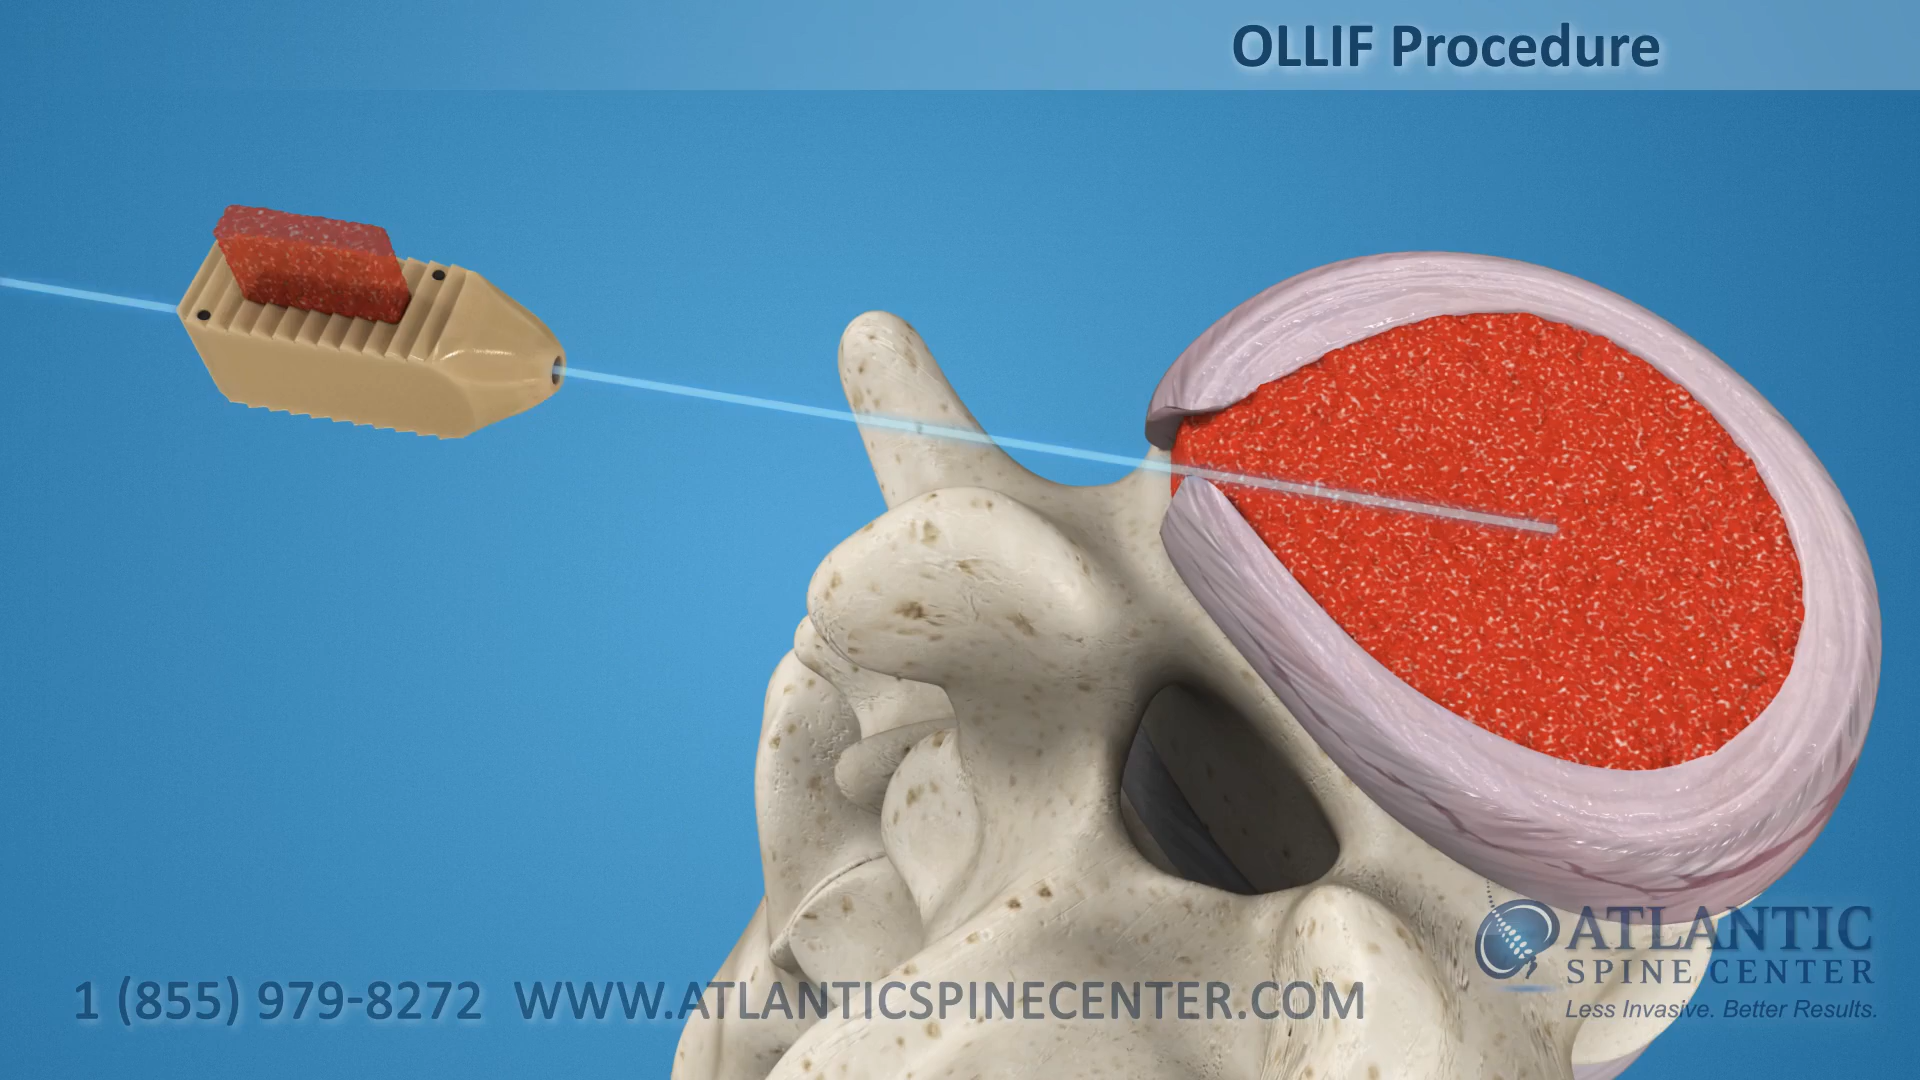 OLLIF Procedure
ATLANTIC
SPINE CENTER
Less Invasive. Better Results.
1 (855) 979-8272 WWW.ATLANTICSPINECENTER.COM